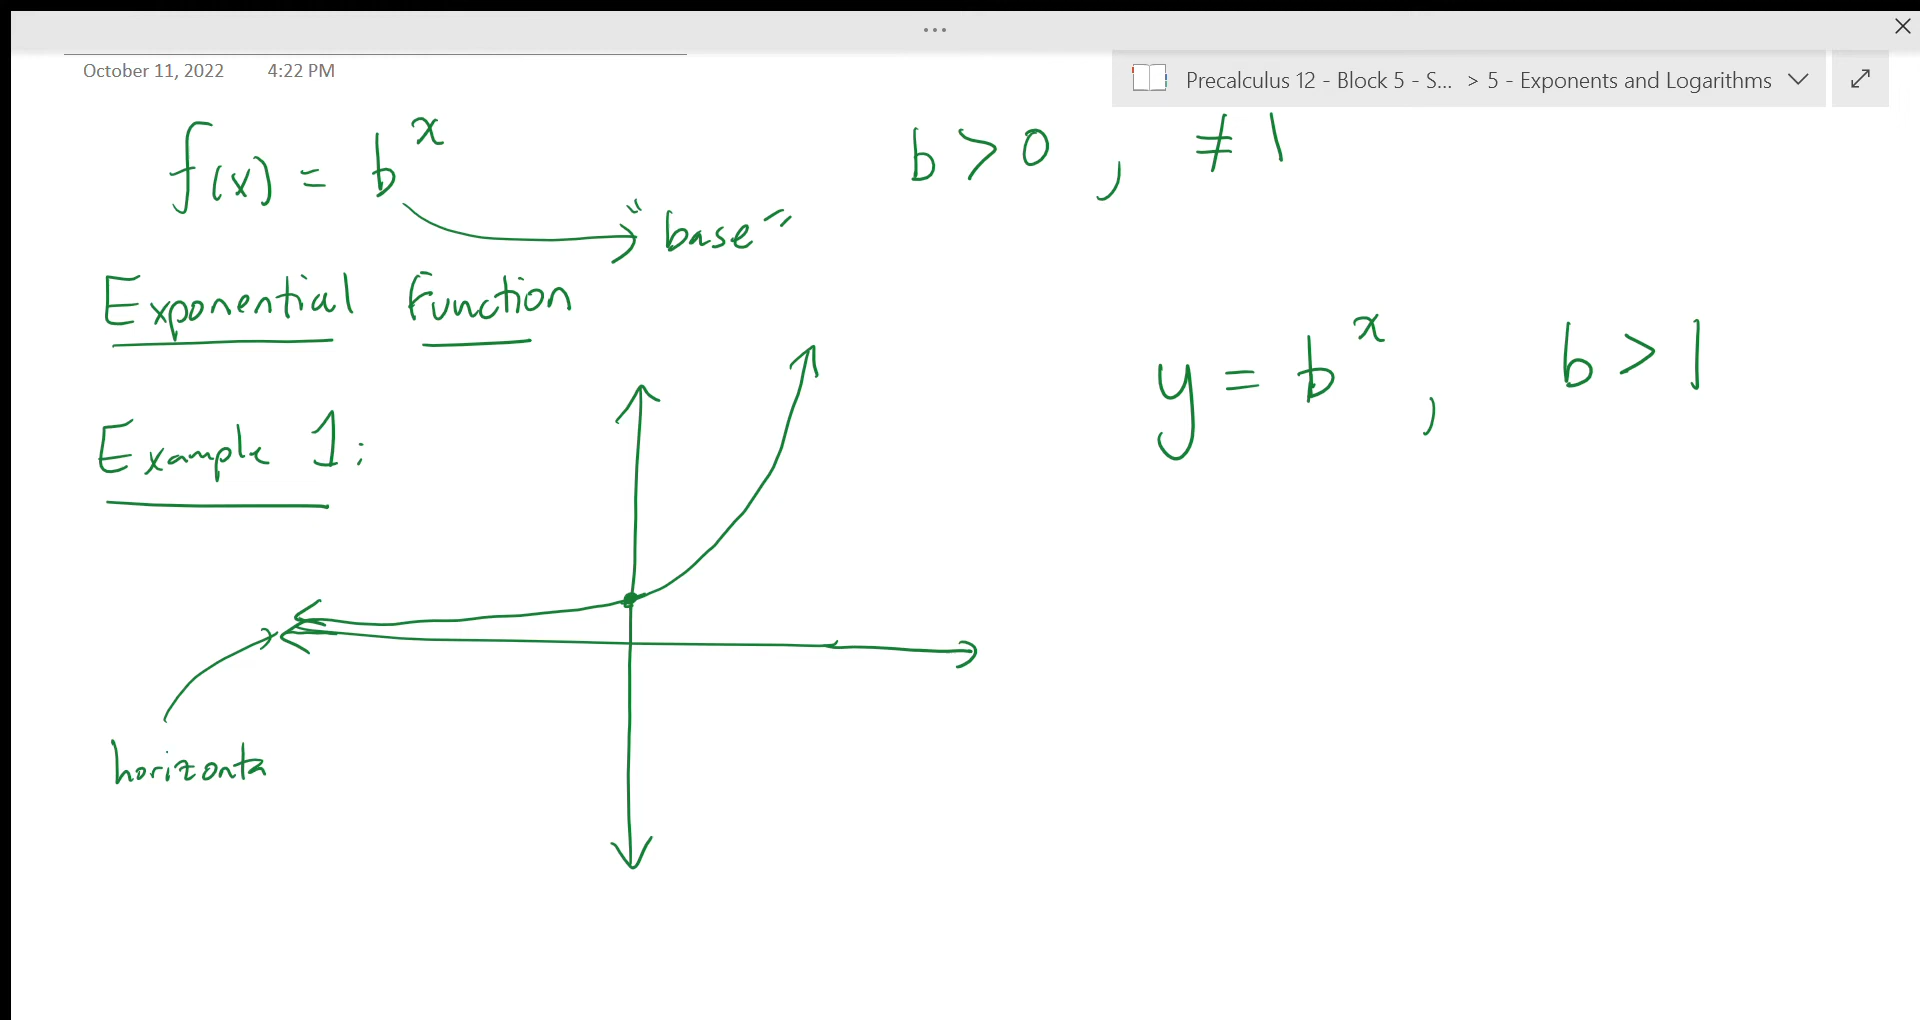 ...
October 11, 2022 4:22 PM
Precalculus 12 - Block 5 - S... > 5 - Exponents and Logarithms
f(x) = b^x
b > 0 , ≠ 1
"base"
Exponential Function
y = b^x , b > 1
Example 1:
horizonta